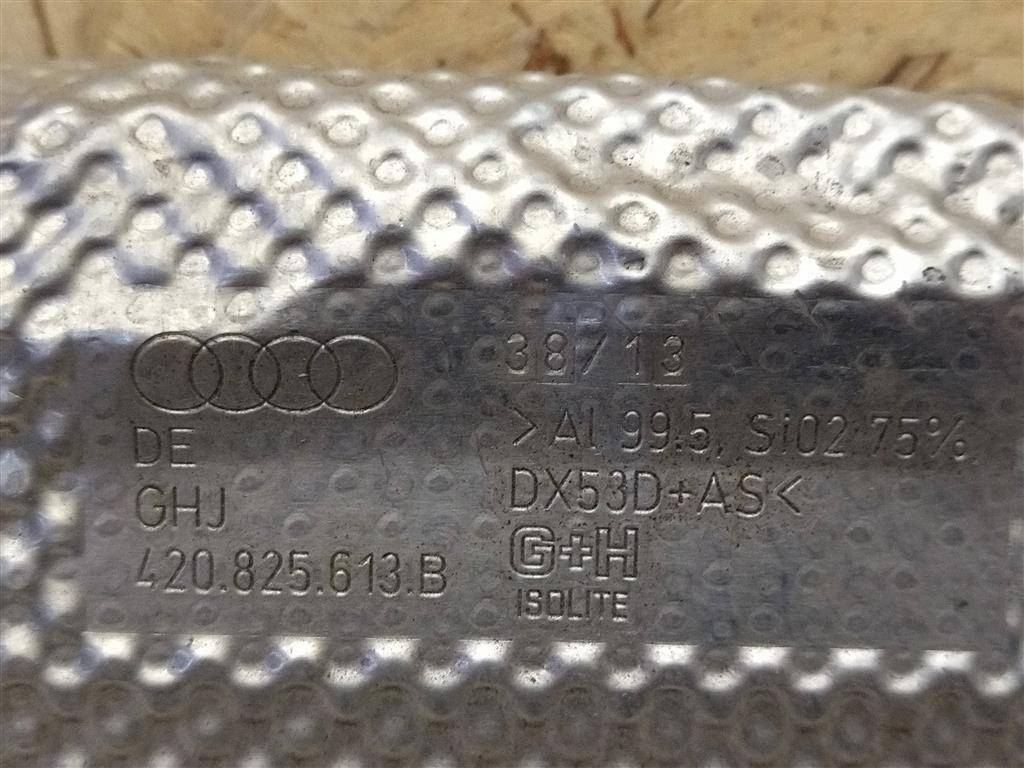 DE
GHJ
420.825.613.B
38/13
>Al 99.5, SiO2 75%
DX53D+AS<
G+H
ISOLITE